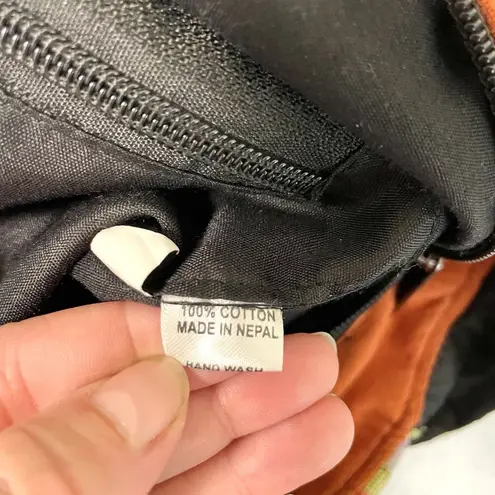 100% COTTON
MADE IN NEPAL
HAND WASH